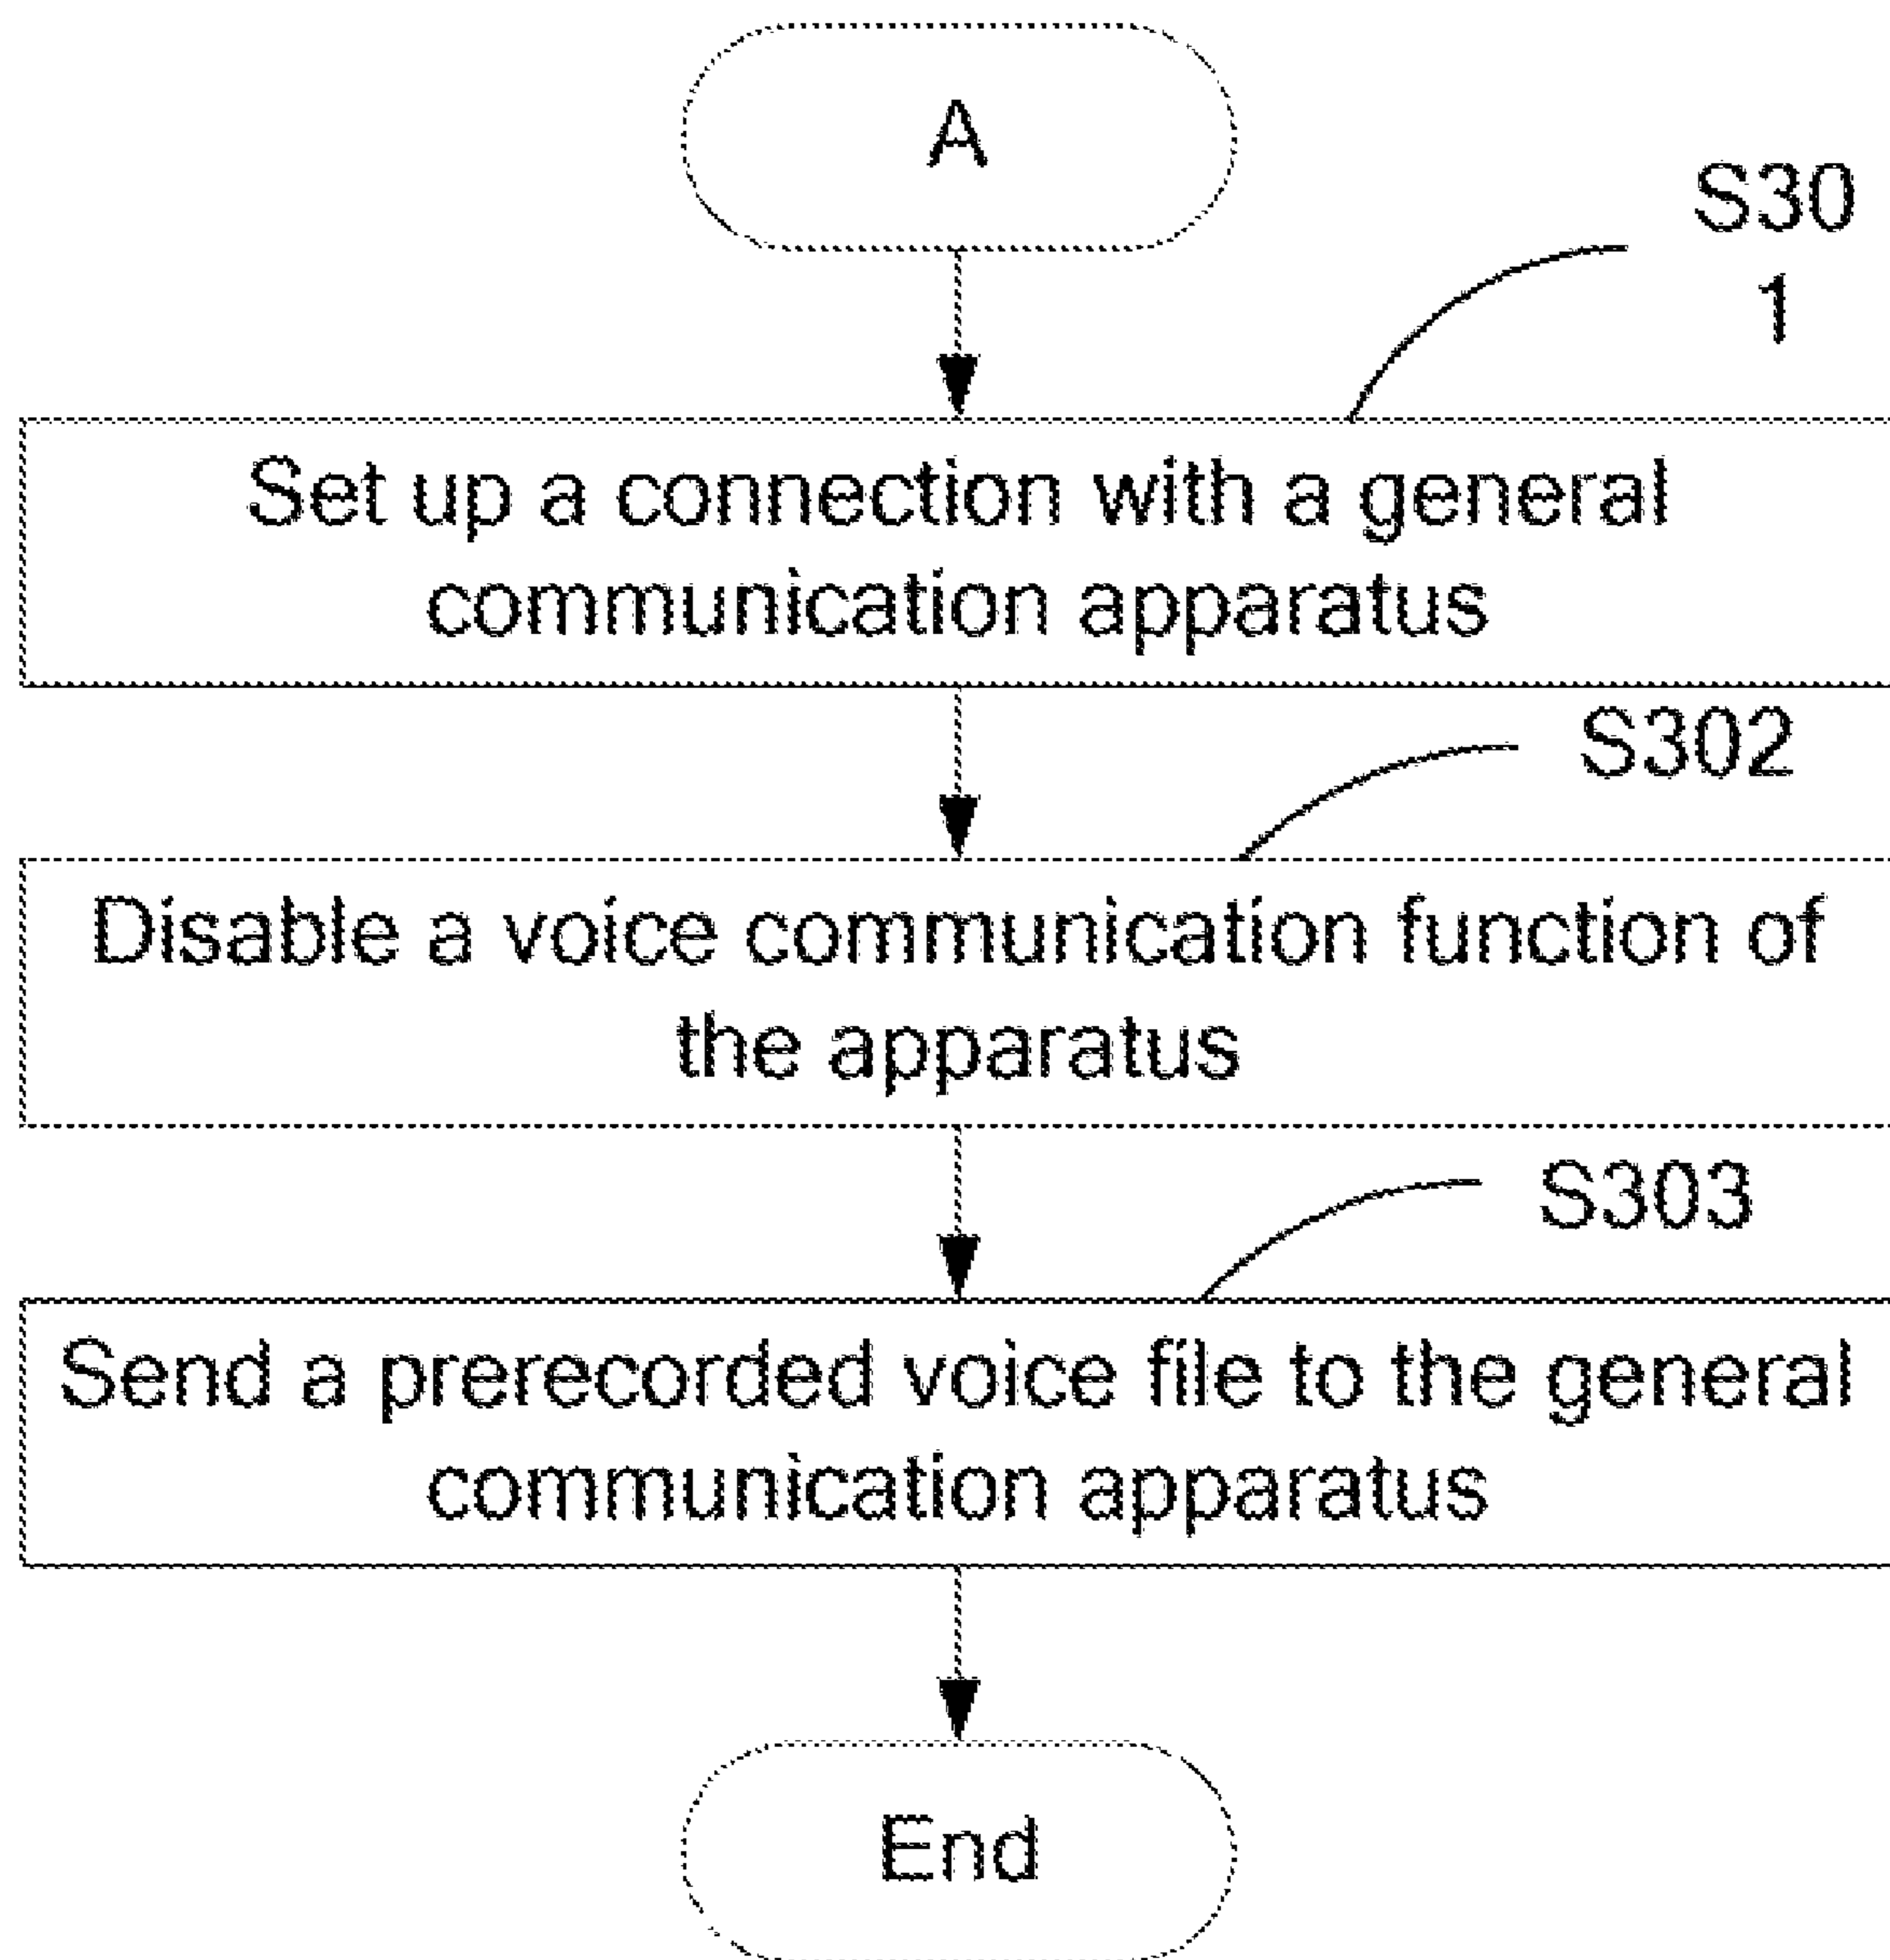 A
S30
1
Set up a connection with a general
communication apparatus
S302
Disable a voice communication function of
the apparatus
S303
Send a prerecorded voice file to the general
communication apparatus
End